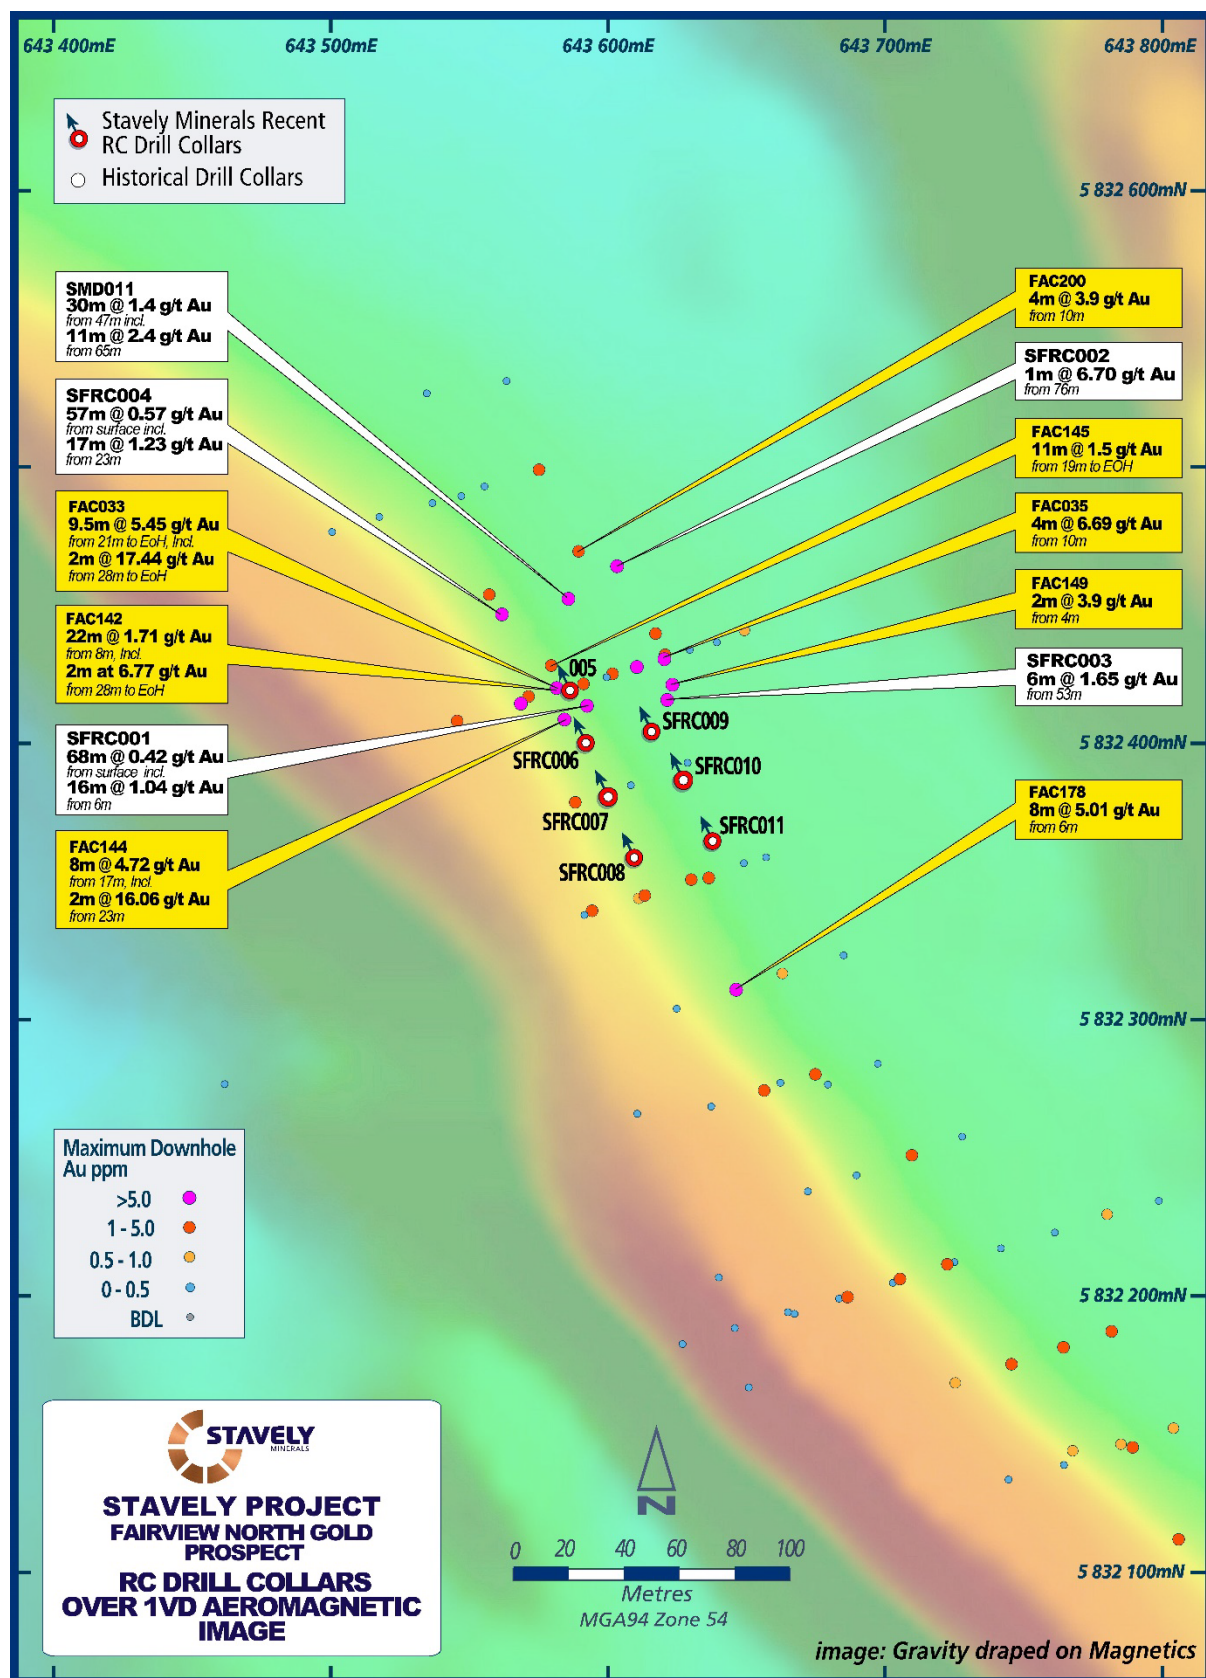 643 400mE
643 500mE
643 600mE
643 700mE
643 800mE
Stavely Minerals Recent
RC Drill Collars
Historical Drill Collars
5 832 600mN
SMD011
30m @ 1.4 g/t Au
from 47m incl.
11m @ 2.4 g/t Au
from 65m
SFRC004
57m @ 0.57 g/t Au
from surface incl.
17m @ 1.23 g/t Au
from 23m
FAC033
9.5m @ 5.45 g/t Au
from 21m to EoH, Incl.
2m @ 17.44 g/t Au
from 28m to EoH
FAC142
22m @ 1.71 g/t Au
from 8m, Incl.
2m at 6.77 g/t Au
from 28m to EoH
SFRC001
68m @ 0.42 g/t Au
from surface incl.
16m @ 1.04 g/t Au
from 6m
FAC144
8m @ 4.72 g/t Au
from 17m, Incl.
2m @ 16.06 g/t Au
from 23m
FAC200
4m @ 3.9 g/t Au
from 10m
SFRC002
1m @ 6.70 g/t Au
from 76m
FAC145
11m @ 1.5 g/t Au
from 19m to EOH
FAC035
4m @ 6.69 g/t Au
from 10m
FAC149
2m @ 3.9 g/t Au
from 4m
SFRC003
6m @ 1.65 g/t Au
from 53m
005
SFRC009
SFRC006
5 832 400mN
SFRC010
SFRC007
SFRC011
SFRC008
FAC178
8m @ 5.01 g/t Au
from 6m
5 832 300mN
Maximum Downhole
Au ppm
>5.0
1 - 5.0
0.5 - 1.0
0 - 0.5
BDL
5 832 200mN
STAVELY
MINERALS
STAVELY PROJECT
FAIRVIEW NORTH GOLD
PROSPECT
RC DRILL COLLARS
OVER 1VD AEROMAGNETIC
IMAGE
N
0 20 40 60 80 100
Metres
MGA94 Zone 54
5 832 100mN
image: Gravity draped on Magnetics